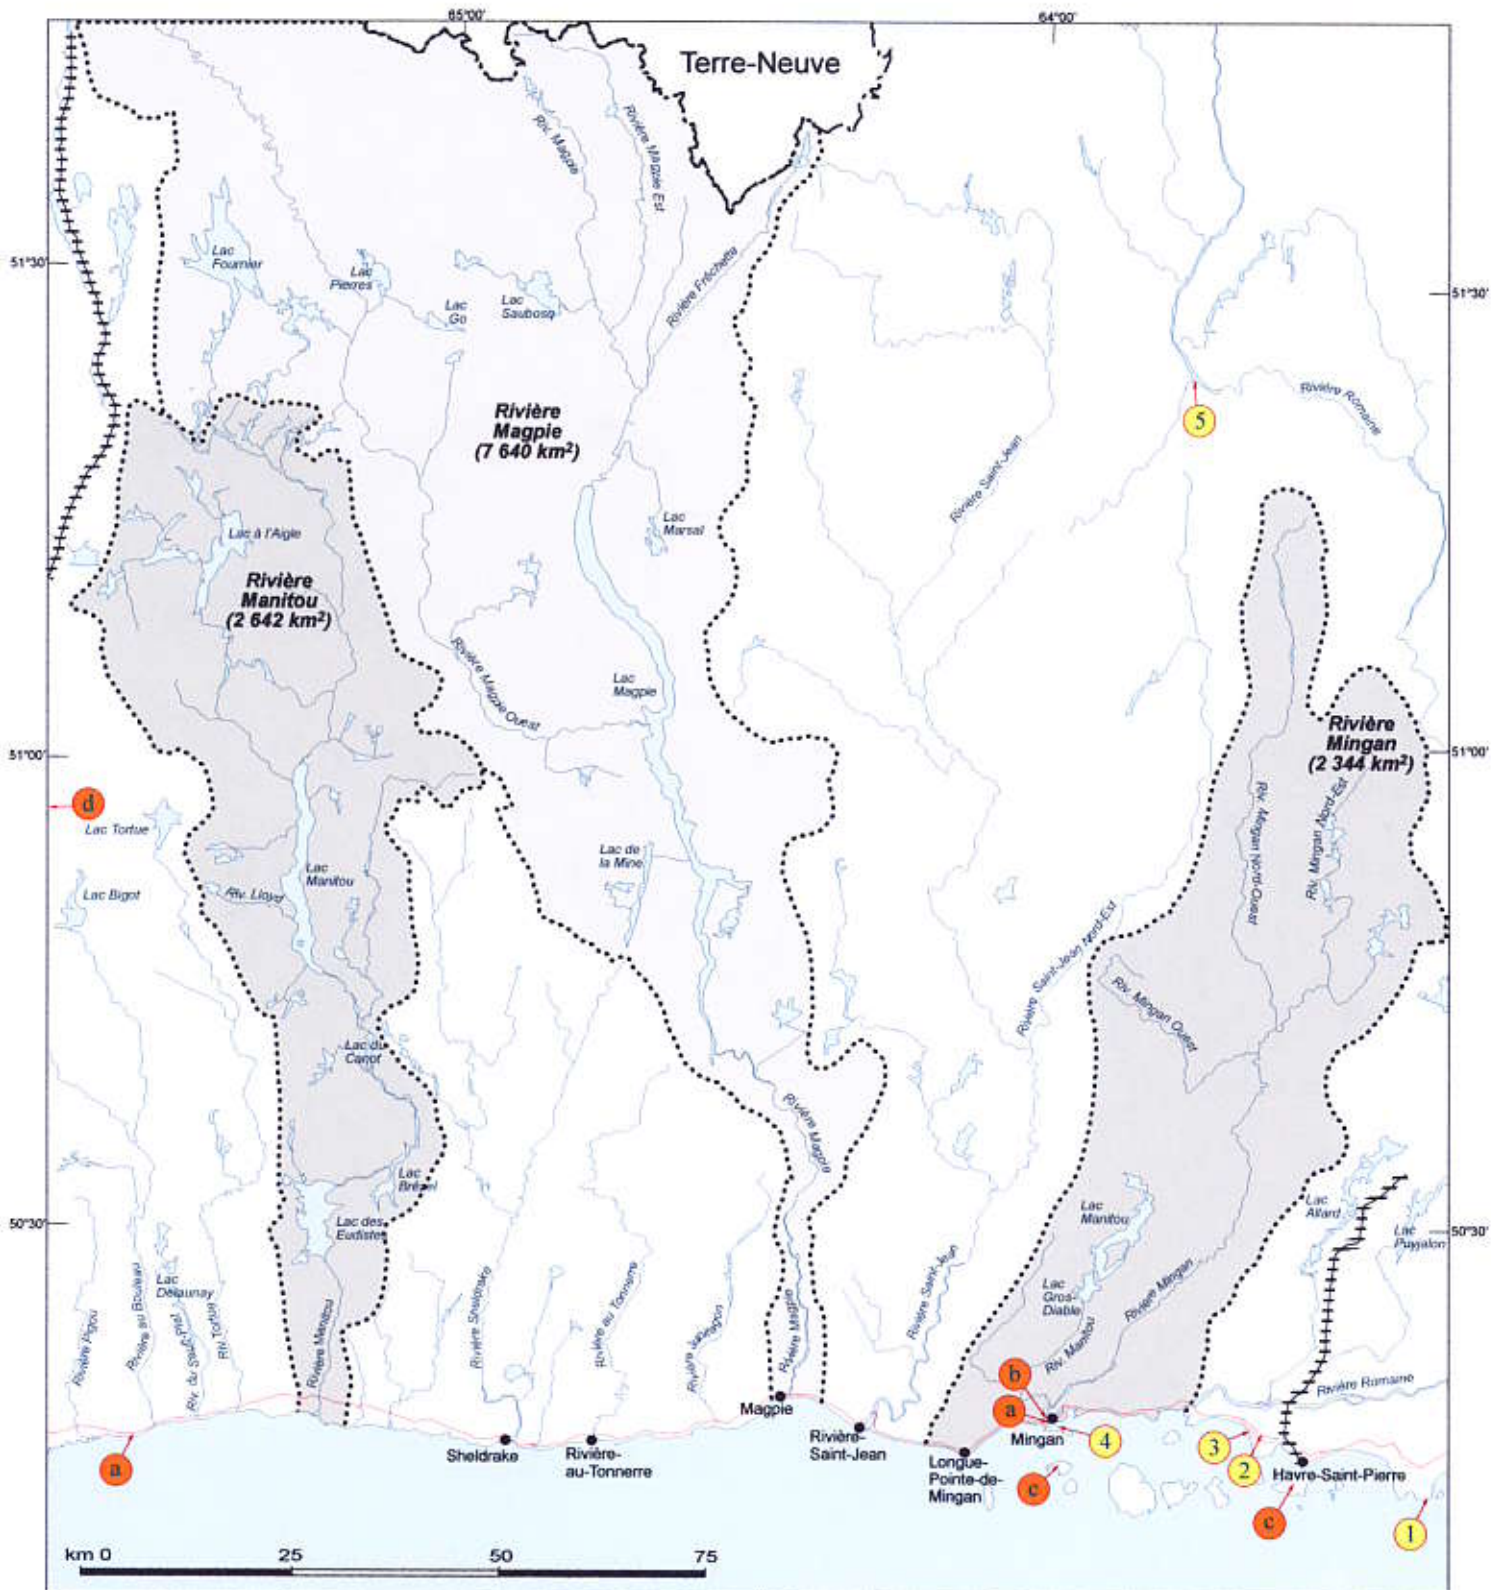 65°00'
64°00'
Terre-Neuve
Riv. Magpie
Rivière Magpie Est
51°30'
51°30'
Lac
Fournier
Lac
Pierres
Lac
Go
Lac
Saubosq
Rivière Fréchette
Rivière
Magpie
(7 640 km²)
5
Rivière Romaine
Rivière Saint-Jean
Lac
Marsal
Lac à l'Aigle
Rivière
Manitou
(2 642 km²)
Rivière Magpie Ouest
Lac
Magpie
Rivière
Mingan
(2 344 km²)
51°00'
51°00'
d
Lac Tortue
Lac Bigot
Riv. Lloyd
Lac
Manitou
Lac de
la Mine
Riv. Mingan Nord-Ouest
Riv. Mingan Nord-Est
Rivière Saint-Jean Nord-Est
Riv. Mingan Ouest
Lac du
Canot
Rivière Magpie
Lac
Brézel
Lac des
Eudistes
50°30'
50°30'
Lac
Manitou
Lac
Allard
Lac
Puyjalon
Lac
Delaunay
Lac
Gros-
Diable
Rivière Pigou
Rivière au Bouleau
Riv. du Sault-Plat
Riv. Tortue
Rivière Manitou
Rivière Sheldrake
Rivière au Tonnerre
Rivière Jupitagon
Rivière Magpie
Rivière Saint-Jean
Riv. Manitou
Rivière Mingan
Rivière Romaine
b
a
Magpie
Mingan
4
3
2
a
Sheldrake
Rivière-
au-Tonnerre
Rivière-
Saint-Jean
Longue-
Pointe-de-
Mingan
c
Havre-Saint-Pierre
c
1
km 0
25
50
75